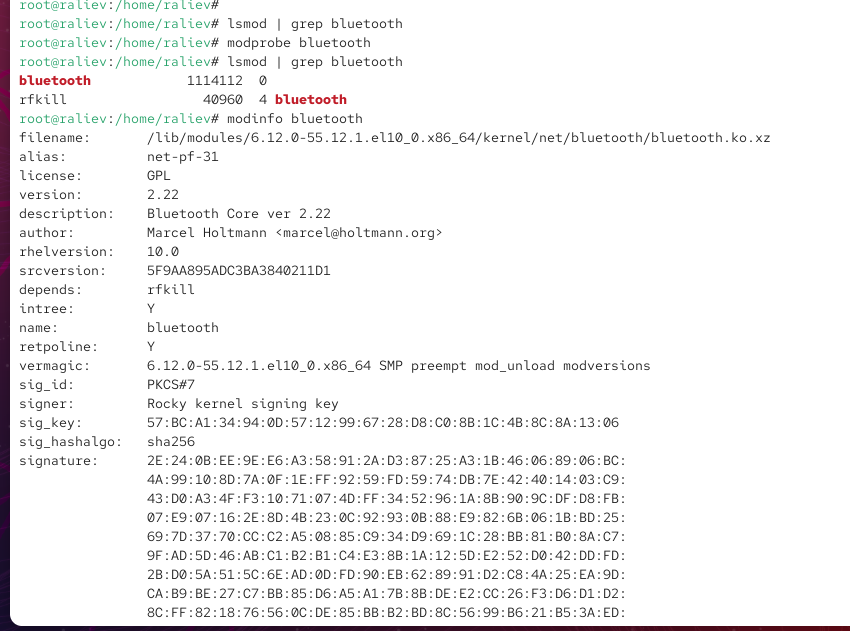 root@raliev:/home/raliev#
root@raliev:/home/raliev# lsmod | grep bluetooth
root@raliev:/home/raliev# modprobe bluetooth
root@raliev:/home/raliev# lsmod | grep bluetooth
bluetooth            1114112  0
rfkill                 40960  4 bluetooth
root@raliev:/home/raliev# modinfo bluetooth
filename:       /lib/modules/6.12.0-55.12.1.el10_0.x86_64/kernel/net/bluetooth/bluetooth.ko.xz
alias:          net-pf-31
license:        GPL
version:        2.22
description:    Bluetooth Core ver 2.22
author:         Marcel Holtmann <marcel@holtmann.org>
rhelversion:    10.0
srcversion:     5F9AA895ADC3BA3840211D1
depends:        rfkill
intree:         Y
name:           bluetooth
retpoline:      Y
vermagic:       6.12.0-55.12.1.el10_0.x86_64 SMP preempt mod_unload modversions
sig_id:         PKCS#7
signer:         Rocky kernel signing key
sig_key:        57:BC:A1:34:94:0D:57:12:99:67:28:D8:C0:8B:1C:4B:8C:8A:13:06
sig_hashalgo:   sha256
signature:      2E:24:0B:EE:9E:E6:A3:58:91:2A:D3:87:25:A3:1B:46:06:89:06:BC:
                4A:99:10:8D:7A:0F:1E:FF:92:59:FD:59:74:DB:7E:42:40:14:03:C9:
                43:D0:A3:4F:F3:10:71:07:4D:FF:34:52:96:1A:8B:90:9C:DF:D8:FB:
                07:E9:07:16:2E:8D:4B:23:0C:92:93:0B:88:E9:82:6B:06:1B:BD:25:
                69:7D:37:70:CC:C2:A5:08:85:C9:34:D9:69:1C:28:BB:81:B0:8A:C7:
                9F:AD:5D:46:AB:C1:B2:B1:C4:E3:8B:1A:12:5D:E2:52:D0:42:DD:FD:
                2B:D0:5A:51:5C:6E:AD:0D:FD:90:EB:62:89:91:D2:C8:4A:25:EA:9D:
                CA:B9:BE:27:C7:BB:85:D6:A5:A1:7B:8B:DE:E2:CC:26:F3:D6:D1:D2:
                8C:FF:82:18:76:56:0C:DE:85:BB:B2:BD:8C:56:99:B6:21:B5:3A:ED: